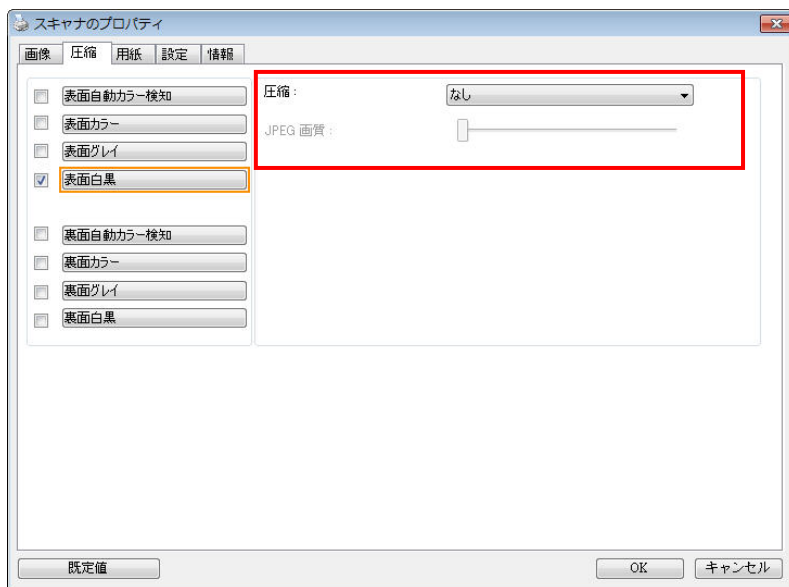 スキャナのプロパティ
画像 圧縮 用紙 設定 情報
表面自動カラー検知
表面カラー
表面グレイ
表面白黒
裏面自動カラー検知
裏面カラー
裏面グレイ
裏面白黒
圧縮： なし
JPEG 画質：
既定値 OK キャンセル